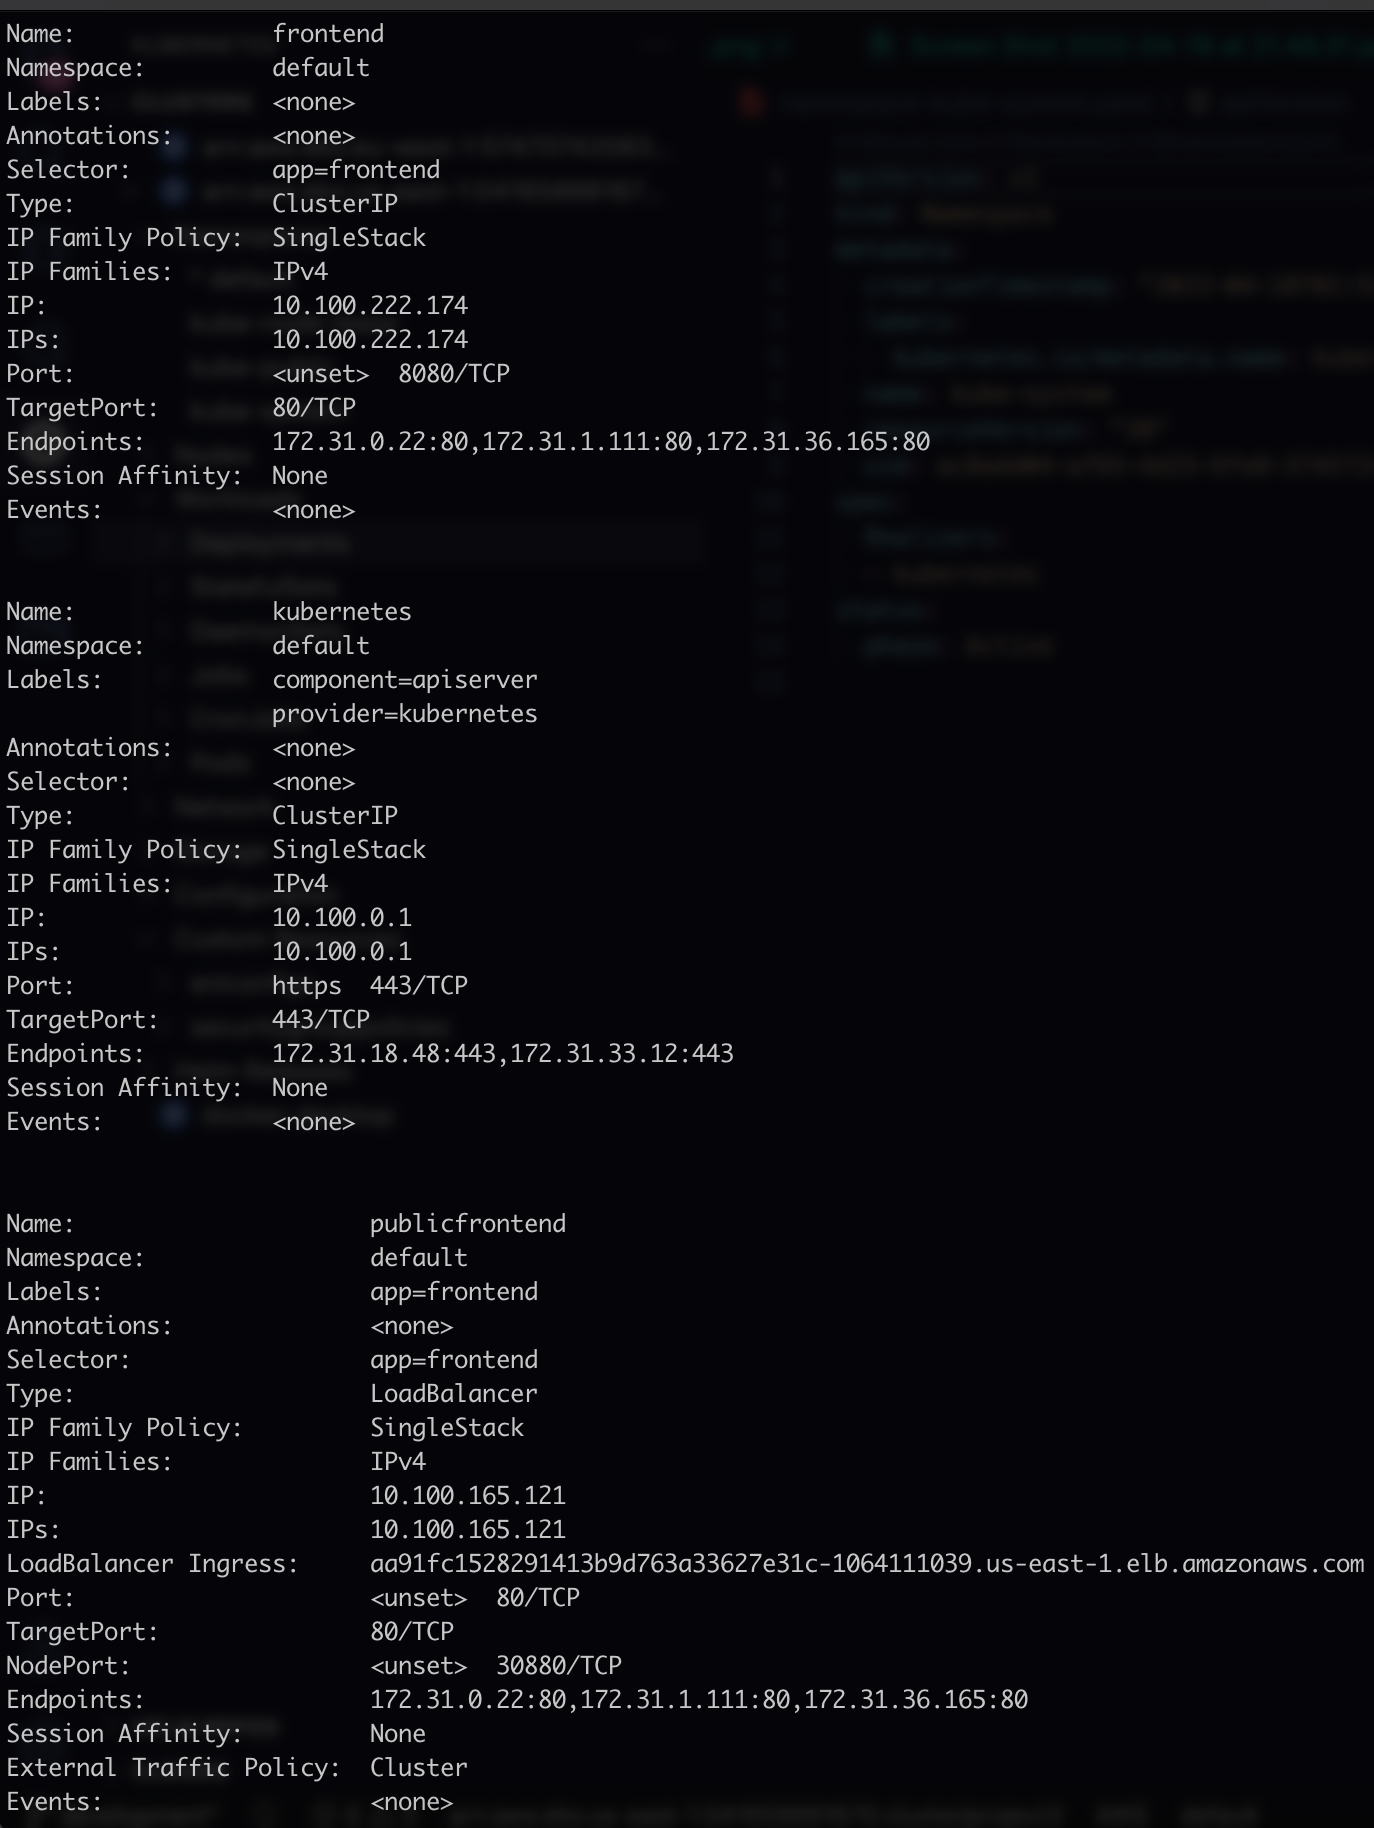 Name:              frontend
Namespace:         default
Labels:            <none>
Annotations:       <none>
Selector:          app=frontend
Type:              ClusterIP
IP Family Policy:  SingleStack
IP Families:       IPv4
IP:                10.100.222.174
IPs:               10.100.222.174
Port:              <unset>  8080/TCP
TargetPort:        80/TCP
Endpoints:         172.31.0.22:80,172.31.1.111:80,172.31.36.165:80
Session Affinity:  None
Events:            <none>
Name:              kubernetes
Namespace:         default
Labels:            component=apiserver
                   provider=kubernetes
Annotations:       <none>
Selector:          <none>
Type:              ClusterIP
IP Family Policy:  SingleStack
IP Families:       IPv4
IP:                10.100.0.1
IPs:               10.100.0.1
Port:              https  443/TCP
TargetPort:        443/TCP
Endpoints:         172.31.18.48:443,172.31.33.12:443
Session Affinity:  None
Events:            <none>
Name:                     publicfrontend
Namespace:                default
Labels:                   app=frontend
Annotations:              <none>
Selector:                 app=frontend
Type:                     LoadBalancer
IP Family Policy:         SingleStack
IP Families:              IPv4
IP:                       10.100.165.121
IPs:                      10.100.165.121
LoadBalancer Ingress:     aa91fc1528291413b9d763a33627e31c-1064111039.us-east-1.elb.amazonaws.com
Port:                     <unset>  80/TCP
TargetPort:               80/TCP
NodePort:                 <unset>  30880/TCP
Endpoints:                172.31.0.22:80,172.31.1.111:80,172.31.36.165:80
Session Affinity:         None
External Traffic Policy:  Cluster
Events:                   <none>